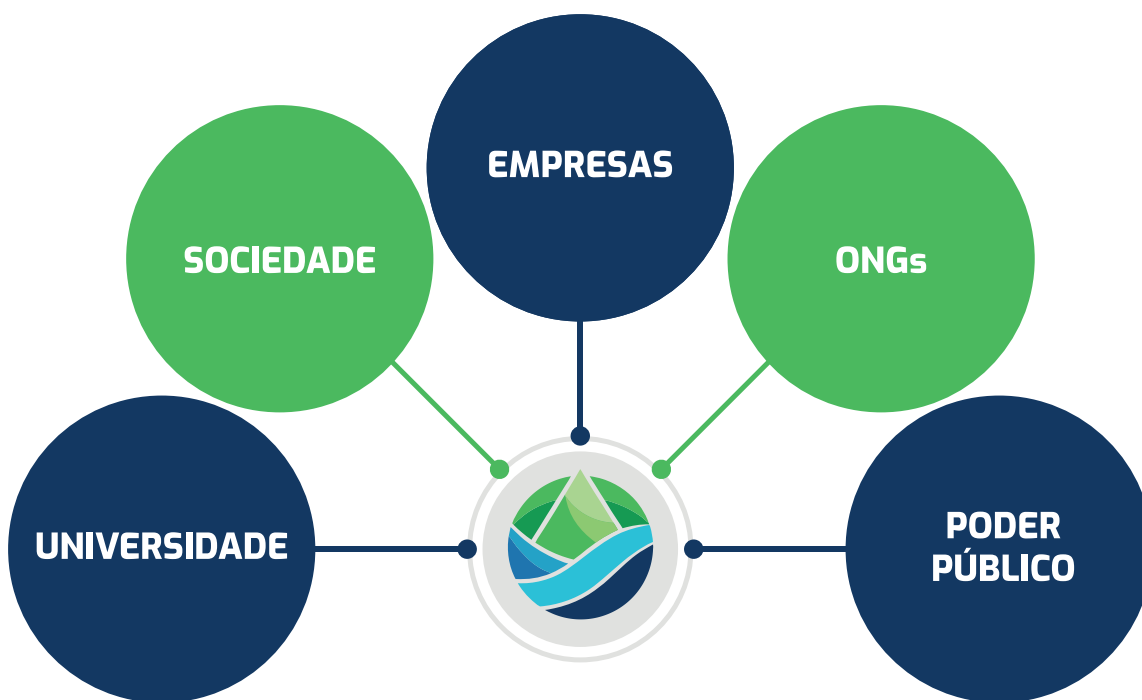 EMPRESAS
SOCIEDADE
ONGs
UNIVERSIDADE
PODER
PÚBLICO